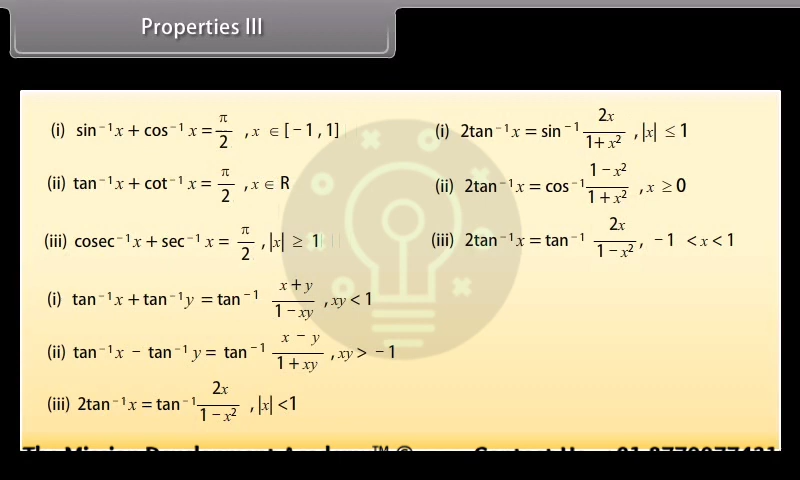 Properties III
(i) sin⁻¹x + cos⁻¹ x = π/2 , x ∈ [−1 , 1]
(ii) tan⁻¹x + cot⁻¹ x = π/2 , x ∈ R
(iii) cosec⁻¹x + sec⁻¹ x = π/2 , |x| ≥ 1
(i) tan⁻¹x + tan⁻¹y = tan⁻¹ (x + y)/(1 − xy) , xy < 1
(ii) tan⁻¹x − tan⁻¹ y = tan⁻¹ (x − y)/(1 + xy) , xy > −1
(iii) 2tan⁻¹x = tan⁻¹ 2x/(1 − x²) , |x| < 1
(i) 2tan⁻¹x = sin⁻¹ 2x/(1 + x²) , |x| ≤ 1
(ii) 2tan⁻¹x = cos⁻¹ (1 − x²)/(1 + x²) , x ≥ 0
(iii) 2tan⁻¹x = tan⁻¹ 2x/(1 − x²) , −1 < x < 1